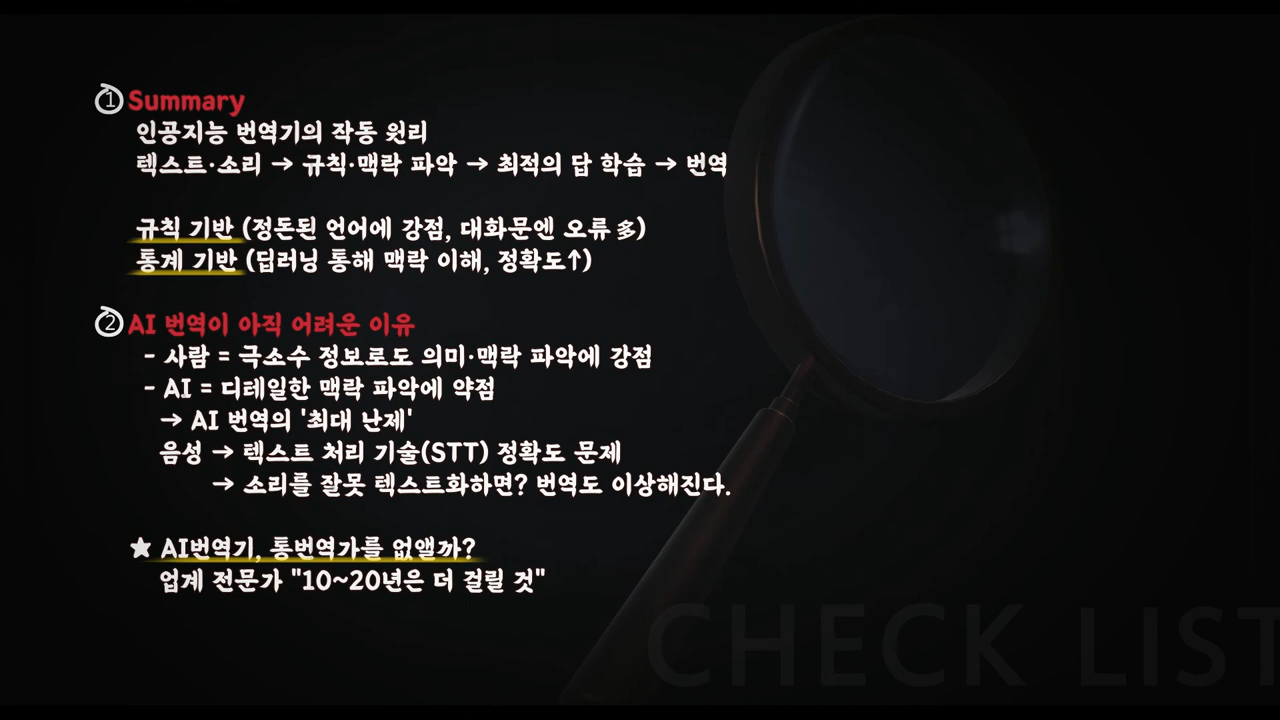 ① Summary
인공지능 번역기의 작동 원리
텍스트·소리 → 규칙·맥락 파악 → 최적의 답 학습 → 번역
규칙 기반 (정돈된 언어에 강점, 대화문엔 오류 多)
통계 기반 (딥러닝 통해 맥락 이해, 정확도↑)
② AI 번역이 아직 어려운 이유
- 사람 = 극소수 정보로도 의미·맥락 파악에 강점
- AI = 디테일한 맥락 파악에 약점
→ AI 번역의 '최대 난제'
음성 → 텍스트 처리 기술(STT) 정확도 문제
→ 소리를 잘못 텍스트화하면? 번역도 이상해진다.
★ AI번역기, 통번역가를 없앨까?
업계 전문가 "10~20년은 더 걸릴 것"
CHECK LIST